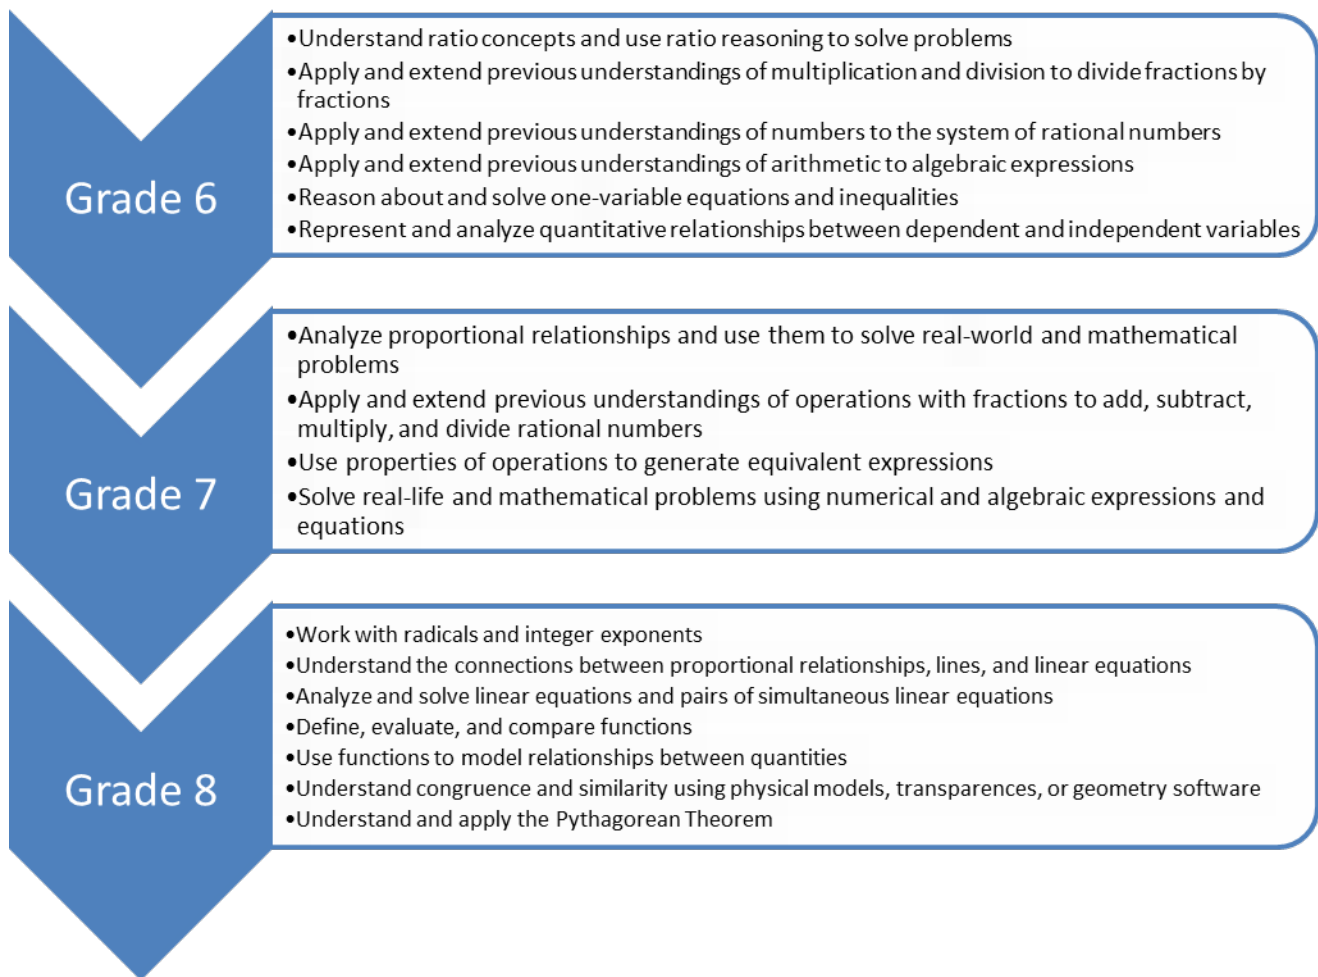 Grade 6
•Understand ratio concepts and use ratio reasoning to solve problems
•Apply and extend previous understandings of multiplication and division to divide fractions by
fractions
•Apply and extend previous understandings of numbers to the system of rational numbers
•Apply and extend previous understandings of arithmetic to algebraic expressions
•Reason about and solve one-variable equations and inequalities
•Represent and analyze quantitative relationships between dependent and independent variables
Grade 7
•Analyze proportional relationships and use them to solve real-world and mathematical
problems
•Apply and extend previous understandings of operations with fractions to add, subtract,
multiply, and divide rational numbers
•Use properties of operations to generate equivalent expressions
•Solve real-life and mathematical problems using numerical and algebraic expressions and
equations
Grade 8
•Work with radicals and integer exponents
•Understand the connections between proportional relationships, lines, and linear equations
•Analyze and solve linear equations and pairs of simultaneous linear equations
•Define, evaluate, and compare functions
•Use functions to model relationships between quantities
•Understand congruence and similarity using physical models, transparences, or geometry software
•Understand and apply the Pythagorean Theorem